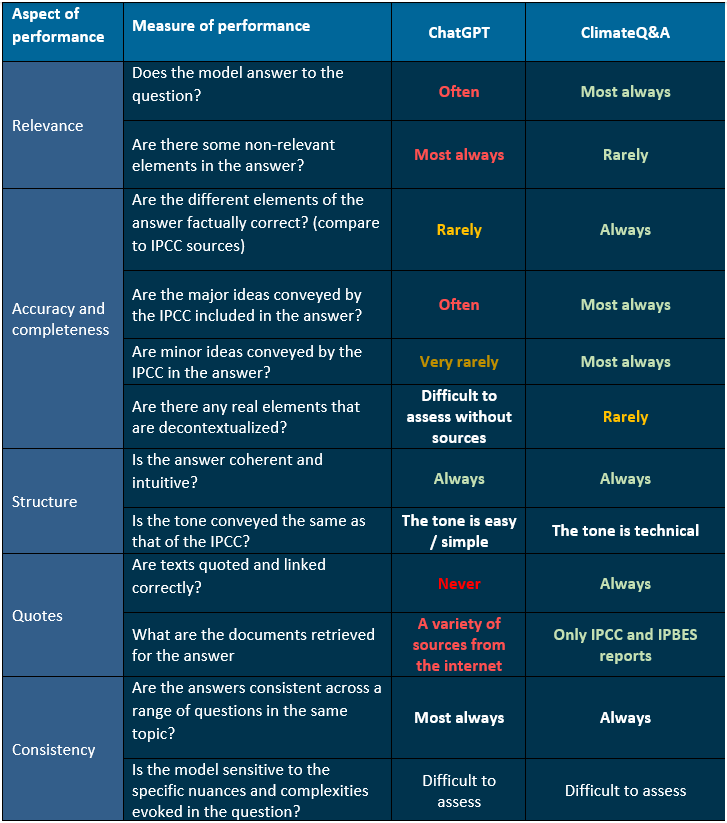 Aspect of performance
Measure of performance
ChatGPT
ClimateQ&A
Relevance
Does the model answer to the
question?
Often
Most always
Are there some non-relevant
elements in the answer?
Most always
Rarely
Accuracy and
completeness
Are the different elements of the
answer factually correct? (compare
to IPCC sources)
Rarely
Always
Are the major ideas conveyed by
the IPCC included in the answer?
Often
Most always
Are minor ideas conveyed by the
IPCC in the answer?
Very rarely
Most always
Are there any real elements that
are decontextualized?
Difficult to
assess without
sources
Rarely
Structure
Is the answer coherent and
intuitive?
Always
Always
Is the tone conveyed the same as
that of the IPCC?
The tone is easy
/ simple
The tone is technical
Quotes
Are texts quoted and linked
correctly?
Never
Always
What are the documents retrieved
for the answer
A variety of
sources from
the internet
Only IPCC and IPBES
reports
Consistency
Are the answers consistent across a
range of questions in the same
topic?
Most always
Always
Is the model sensitive to the
specific nuances and complexities
evoked in the question?
Difficult to
assess
Difficult to assess